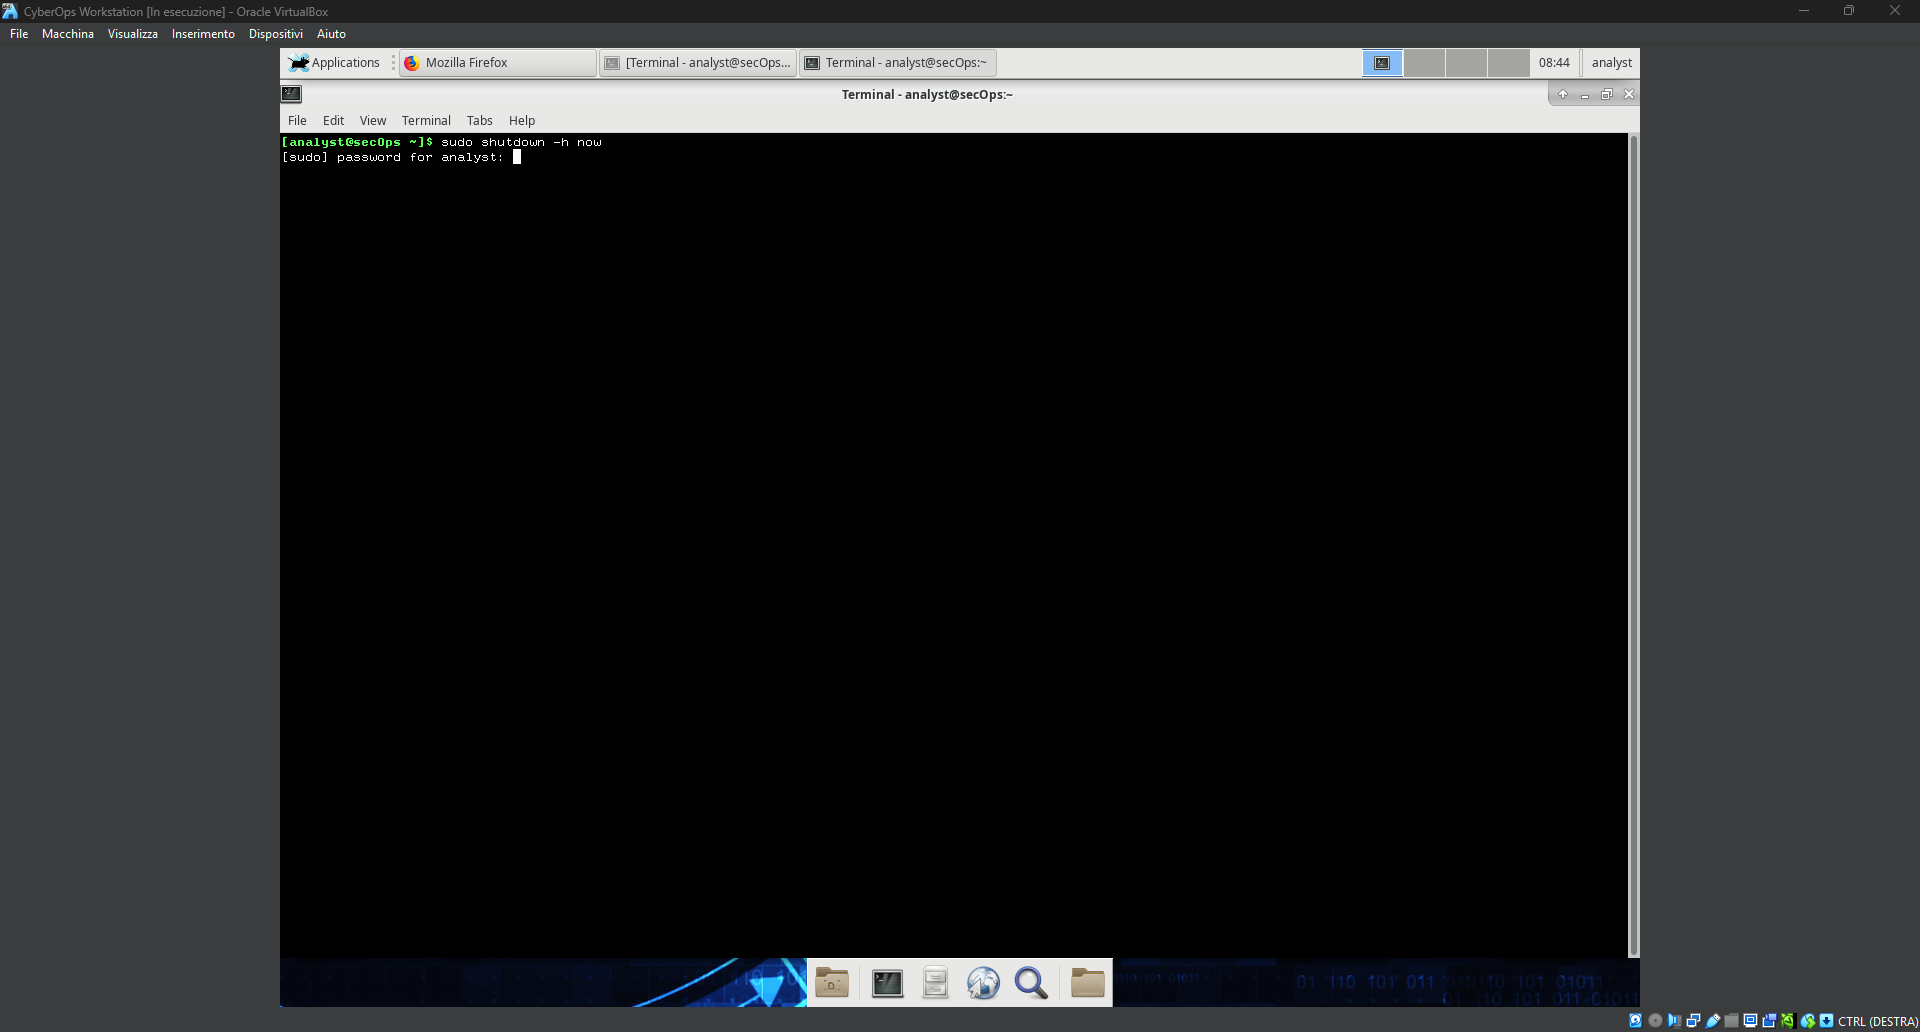 CyberOps Workstation [In esecuzione] - Oracle VirtualBox
File Macchina Visualizza Inserimento Dispositivi Aiuto
Applications Mozilla Firefox [Terminal - analyst@secOps... Terminal - analyst@secOps:~ 08:44 analyst
Terminal - analyst@secOps:~
File Edit View Terminal Tabs Help
[analyst@secOps ~]$ sudo shutdown -h now
[sudo] password for analyst:
CTRL (DESTRA)